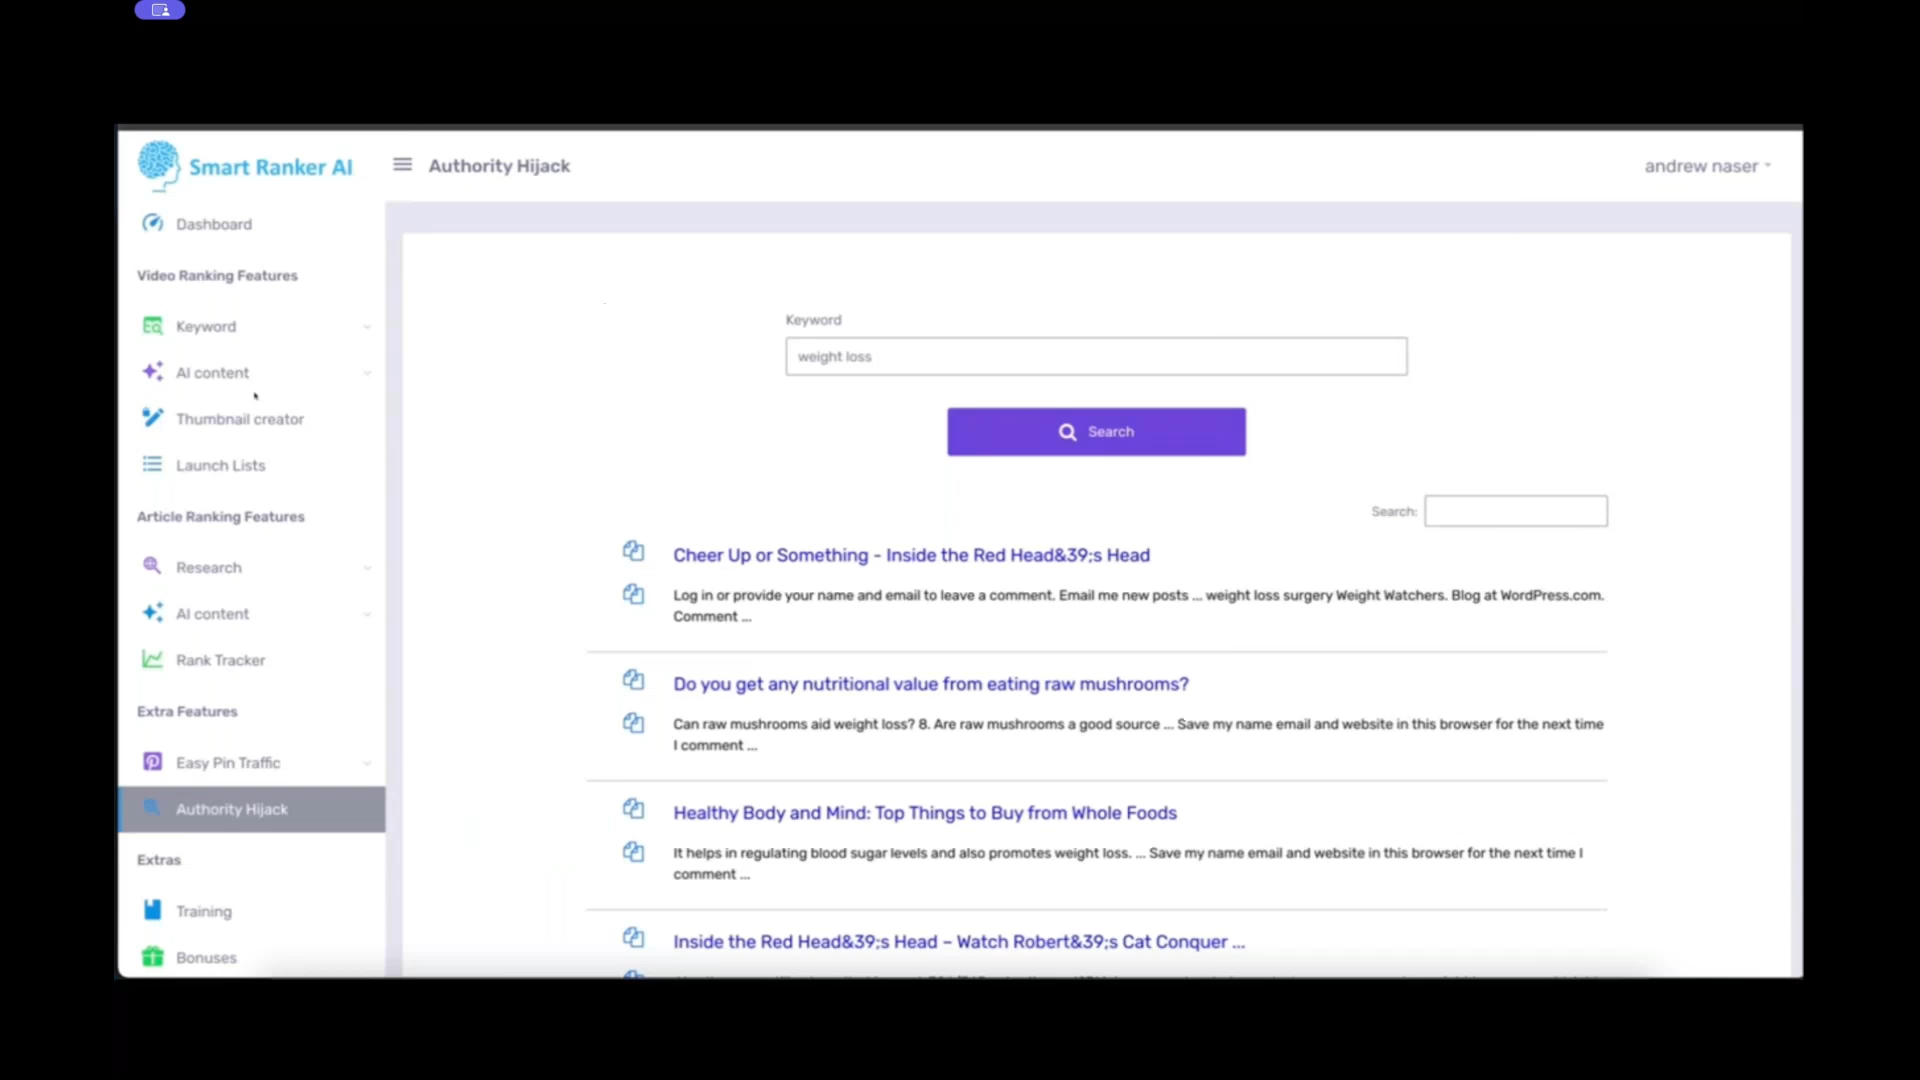 Smart Ranker AI
Authority Hijack
andrew naser
Dashboard
Video Ranking Features
Keyword
AI content
Thumbnail creator
Launch Lists
Article Ranking Features
Research
AI content
Rank Tracker
Extra Features
Easy Pin Traffic
Authority Hijack
Extras
Training
Bonuses
Keyword
weight loss
Search
Search:
Cheer Up or Something - Inside the Red Head&39;s Head
Log in or provide your name and email to leave a comment. Email me new posts ... weight loss surgery Weight Watchers. Blog at WordPress.com.
Comment ...
Do you get any nutritional value from eating raw mushrooms?
Can raw mushrooms aid weight loss? 8. Are raw mushrooms a good source ... Save my name email and website in this browser for the next time
I comment ...
Healthy Body and Mind: Top Things to Buy from Whole Foods
It helps in regulating blood sugar levels and also promotes weight loss. ... Save my name email and website in this browser for the next time I
comment ...
Inside the Red Head&39;s Head – Watch Robert&39;s Cat Conquer ...